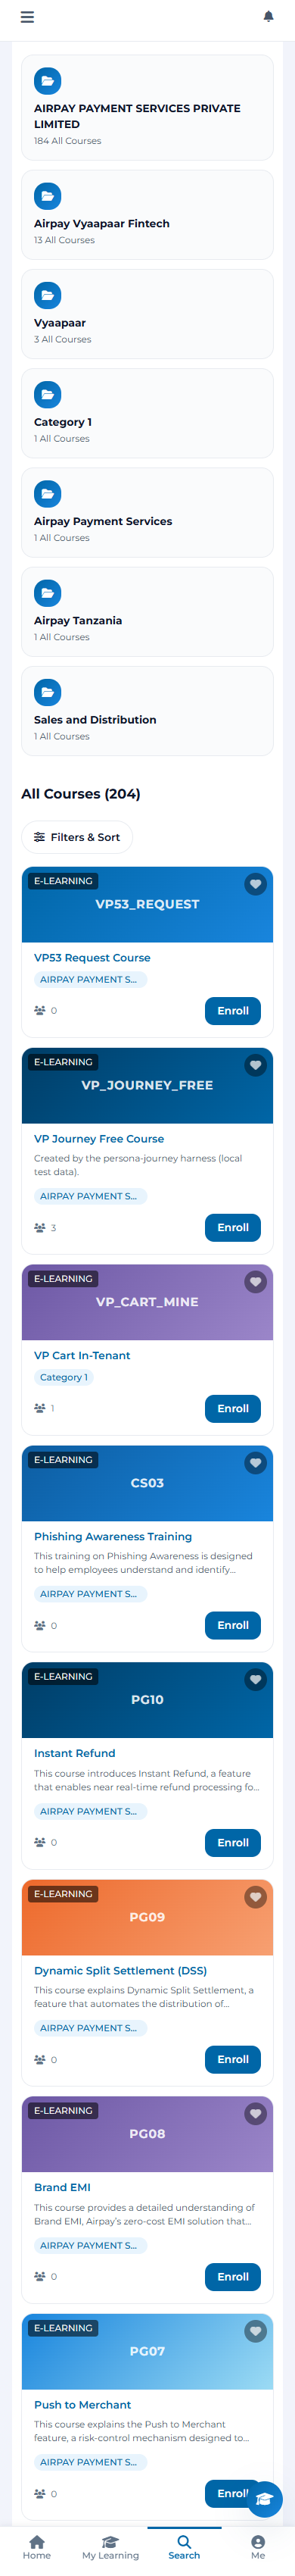 AIRPAY PAYMENT SERVICES PRIVATE
LIMITED
184 All Courses
Airpay Vyaapaar Fintech
13 All Courses
Vyaapaar
3 All Courses
Category 1
1 All Courses
Airpay Payment Services
1 All Courses
Airpay Tanzania
1 All Courses
Sales and Distribution
1 All Courses
All Courses (204)
Filters & Sort
E-LEARNING
VP53_REQUEST
VP53 Request Course
AIRPAY PAYMENT S...
0
Enroll
E-LEARNING
VP_JOURNEY_FREE
VP Journey Free Course
Created by the persona-journey harness (local
test data).
AIRPAY PAYMENT S...
3
Enroll
E-LEARNING
VP_CART_MINE
VP Cart In-Tenant
Category 1
1
Enroll
E-LEARNING
CS03
Phishing Awareness Training
This training on Phishing Awareness is designed
to help employees understand and identify...
AIRPAY PAYMENT S...
0
Enroll
E-LEARNING
PG10
Instant Refund
This course introduces Instant Refund, a feature
that enables near real-time refund processing fo...
AIRPAY PAYMENT S...
0
Enroll
E-LEARNING
PG09
Dynamic Split Settlement (DSS)
This course explains Dynamic Split Settlement, a
feature that automates the distribution of...
AIRPAY PAYMENT S...
0
Enroll
E-LEARNING
PG08
Brand EMI
This course provides a detailed understanding of
Brand EMI, Airpay's zero-cost EMI solution that...
AIRPAY PAYMENT S...
0
Enroll
E-LEARNING
PG07
Push to Merchant
This course explains the Push to Merchant
feature, a risk-control mechanism designed to...
AIRPAY PAYMENT S...
0
Enroll
Home
My Learning
Search
Me